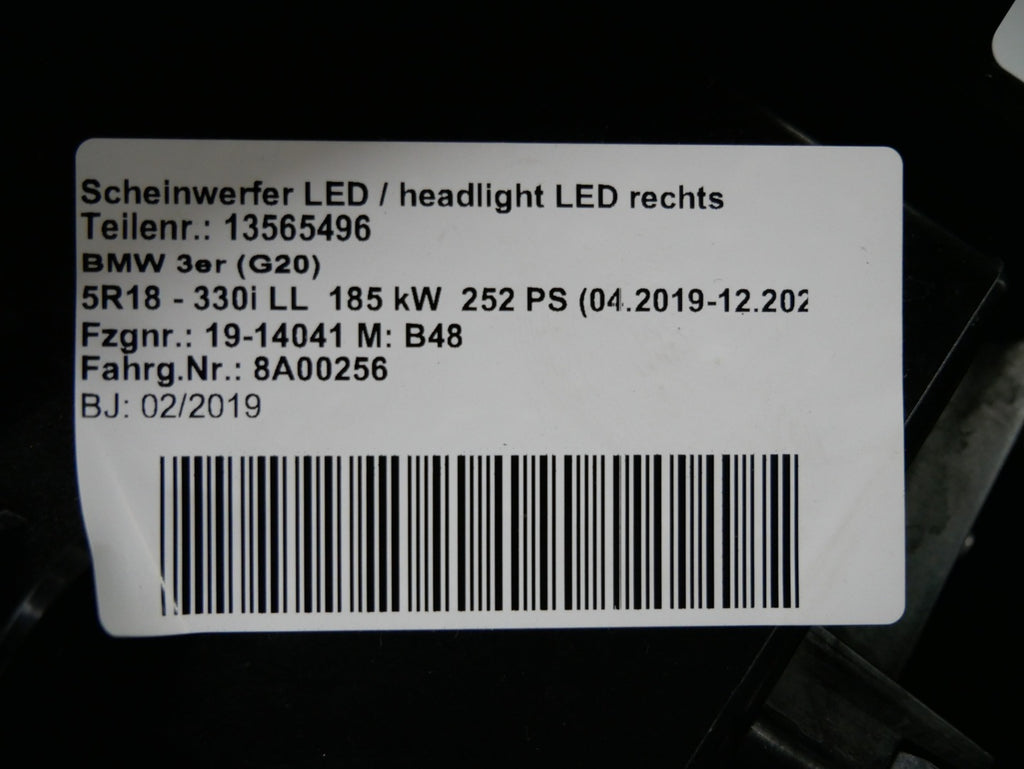 Scheinwerfer LED / headlight LED rechts
Teilenr.: 13565496
BMW 3er (G20)
5R18 - 330i LL 185 kW 252 PS (04.2019-12.202
Fzgnr.: 19-14041 M: B48
Fahrg.Nr.: 8A00256
BJ: 02/2019